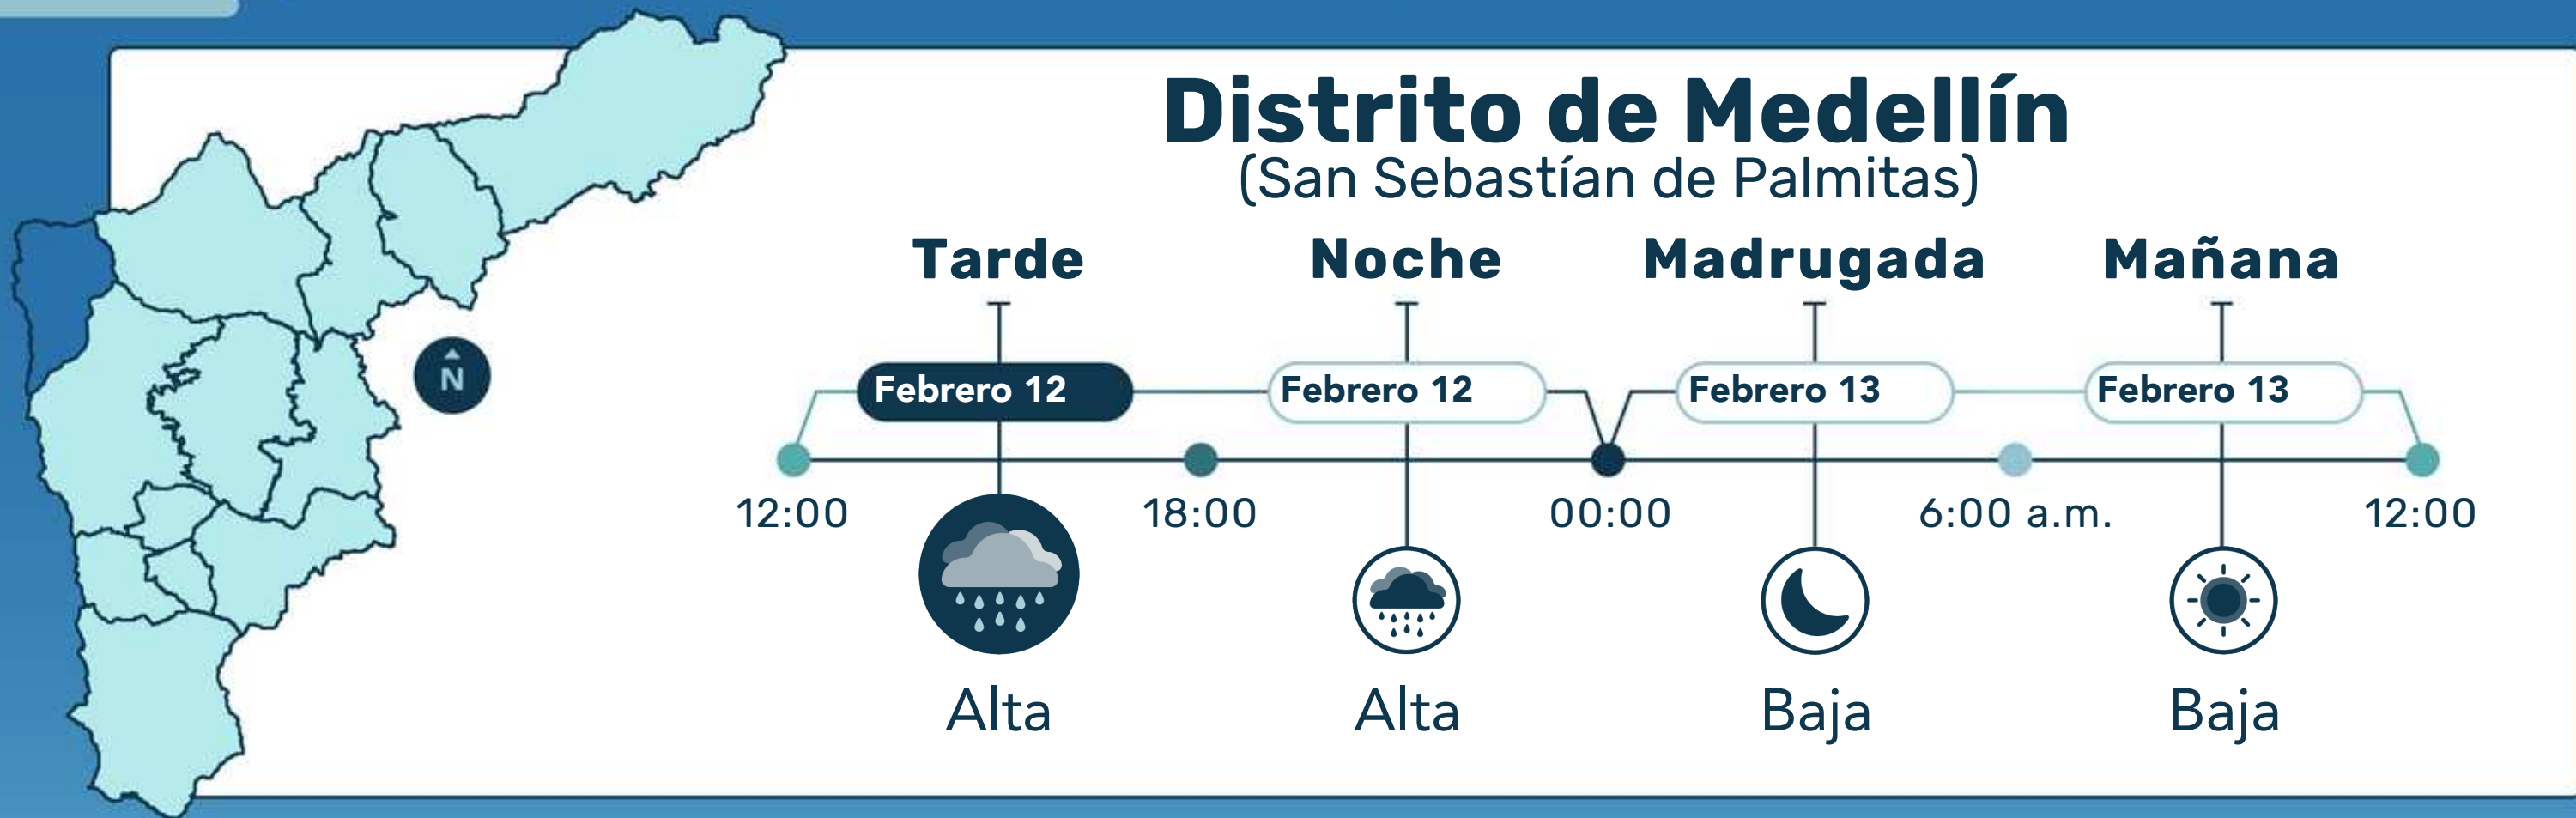 Distrito de Medellín
(San Sebastían de Palmitas)
Tarde Noche Madrugada Mañana
Febrero 12 Febrero 12 Febrero 13 Febrero 13
N
12:00 18:00 00:00 6:00 a.m. 12:00
Alta Alta Baja Baja